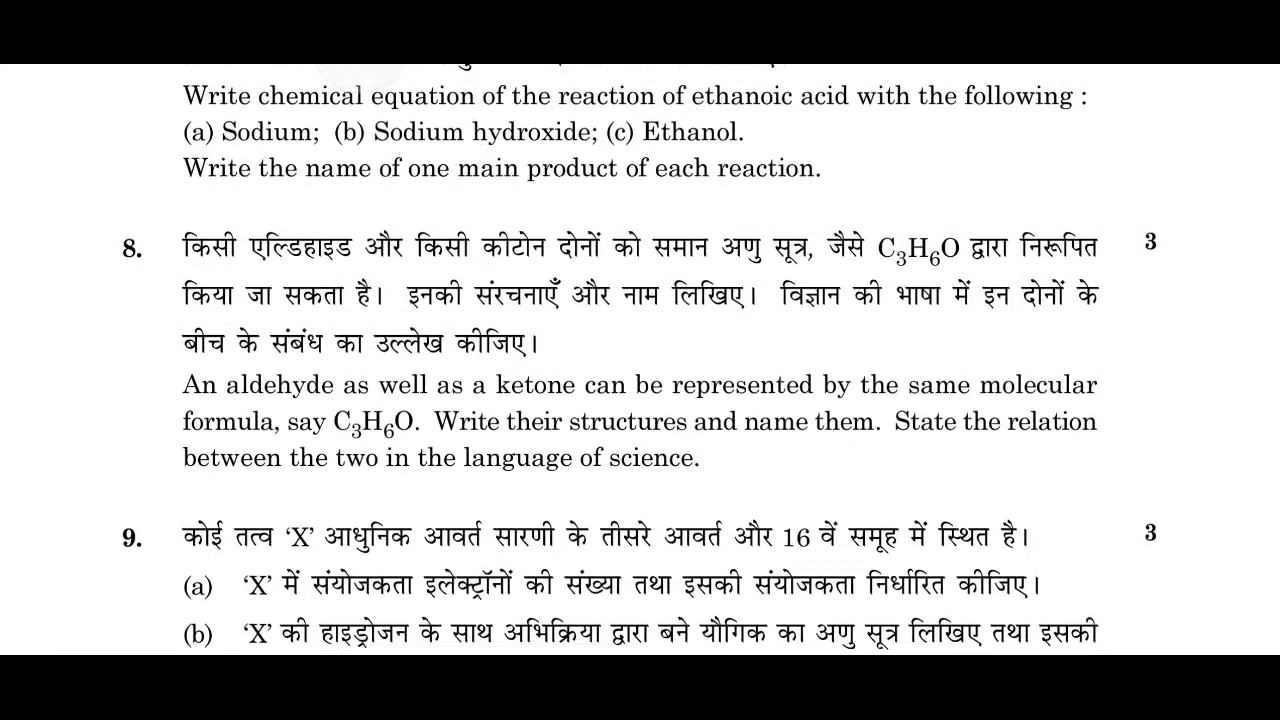 Write chemical equation of the reaction of ethanoic acid with the following :
(a) Sodium; (b) Sodium hydroxide; (c) Ethanol.
Write the name of one main product of each reaction.
8. किसी एल्डिहाइड और किसी कीटोन दोनों को समान अणु सूत्र, जैसे C₃H₆O द्वारा निरूपित 3
किया जा सकता है। इनकी संरचनाएँ और नाम लिखिए। विज्ञान की भाषा में इन दोनों के
बीच के संबंध का उल्लेख कीजिए।
An aldehyde as well as a ketone can be represented by the same molecular
formula, say C₃H₆O. Write their structures and name them. State the relation
between the two in the language of science.
9. कोई तत्व ‘X’ आधुनिक आवर्त सारणी के तीसरे आवर्त और 16 वें समूह में स्थित है। 3
(a) ‘X’ में संयोजकता इलेक्ट्रॉनों की संख्या तथा इसकी संयोजकता निर्धारित कीजिए।
(b) ‘X’ की हाइड्रोजन के साथ अभिक्रिया द्वारा बने यौगिक का अणु सूत्र लिखिए तथा इसकी